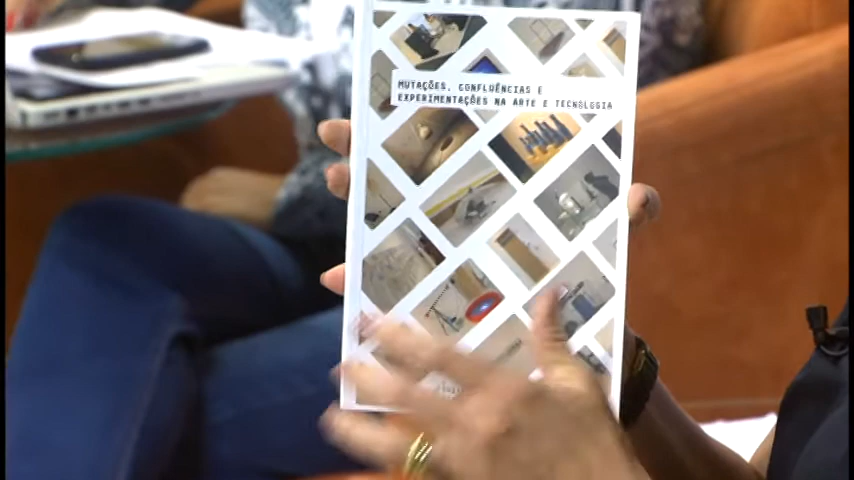 MUTAÇÕES, CONFLUÊNCIAS E
EXPERIMENTAÇÕES NA ARTE E TECNOLOGIA